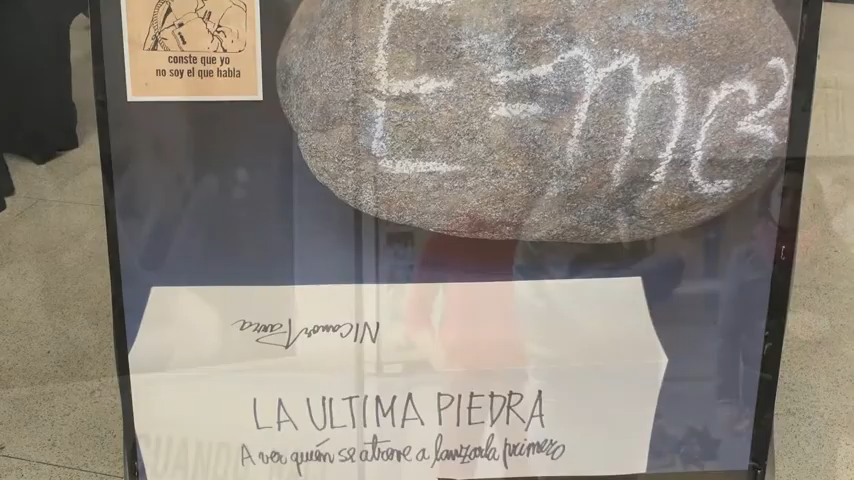 conste que yo
no soy el que habla
E=mc²
Nicanor Parra
LA ULTIMA PIEDRA
A ver quién se atreve a lanzarla primero
CUANDO